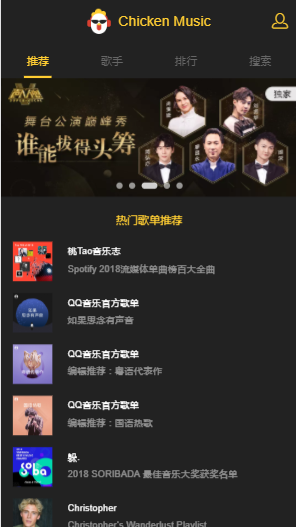 Chicken Music
推荐
歌手
排行
搜索
独家
舞台公演巅峰秀
谁能拔得头筹
热门歌单推荐
桃Tao音乐志
Spotify 2018流媒体单曲榜百大全曲
QQ音乐官方歌单
如果思念有声音
QQ音乐官方歌单
编辑推荐：粤语代表作
QQ音乐官方歌单
编辑推荐：国语热歌
soba
躲.
2018 SORIBADA 最佳音乐大奖获奖名单
Christopher
Christopher's Wanderlust Playlist